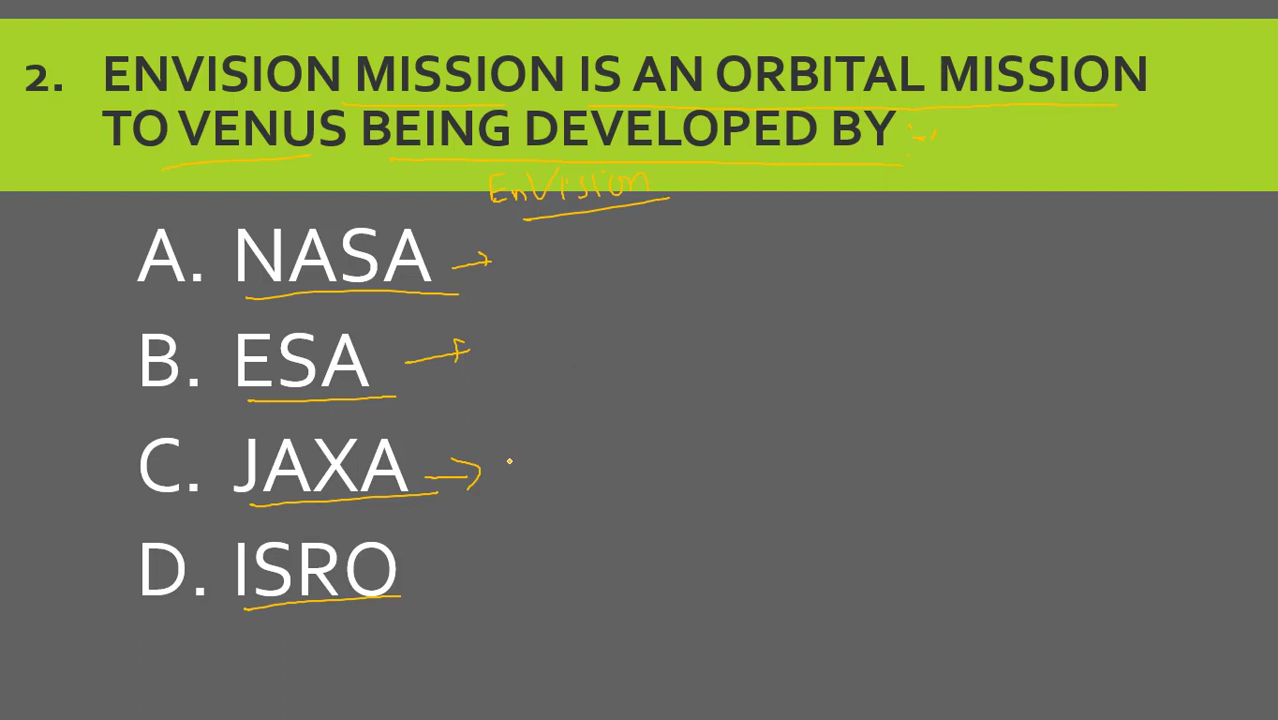 2. ENVISION MISSION IS AN ORBITAL MISSION
TO VENUS BEING DEVELOPED BY
EnVision
A. NASA
B. ESA
C. JAXA
D. ISRO